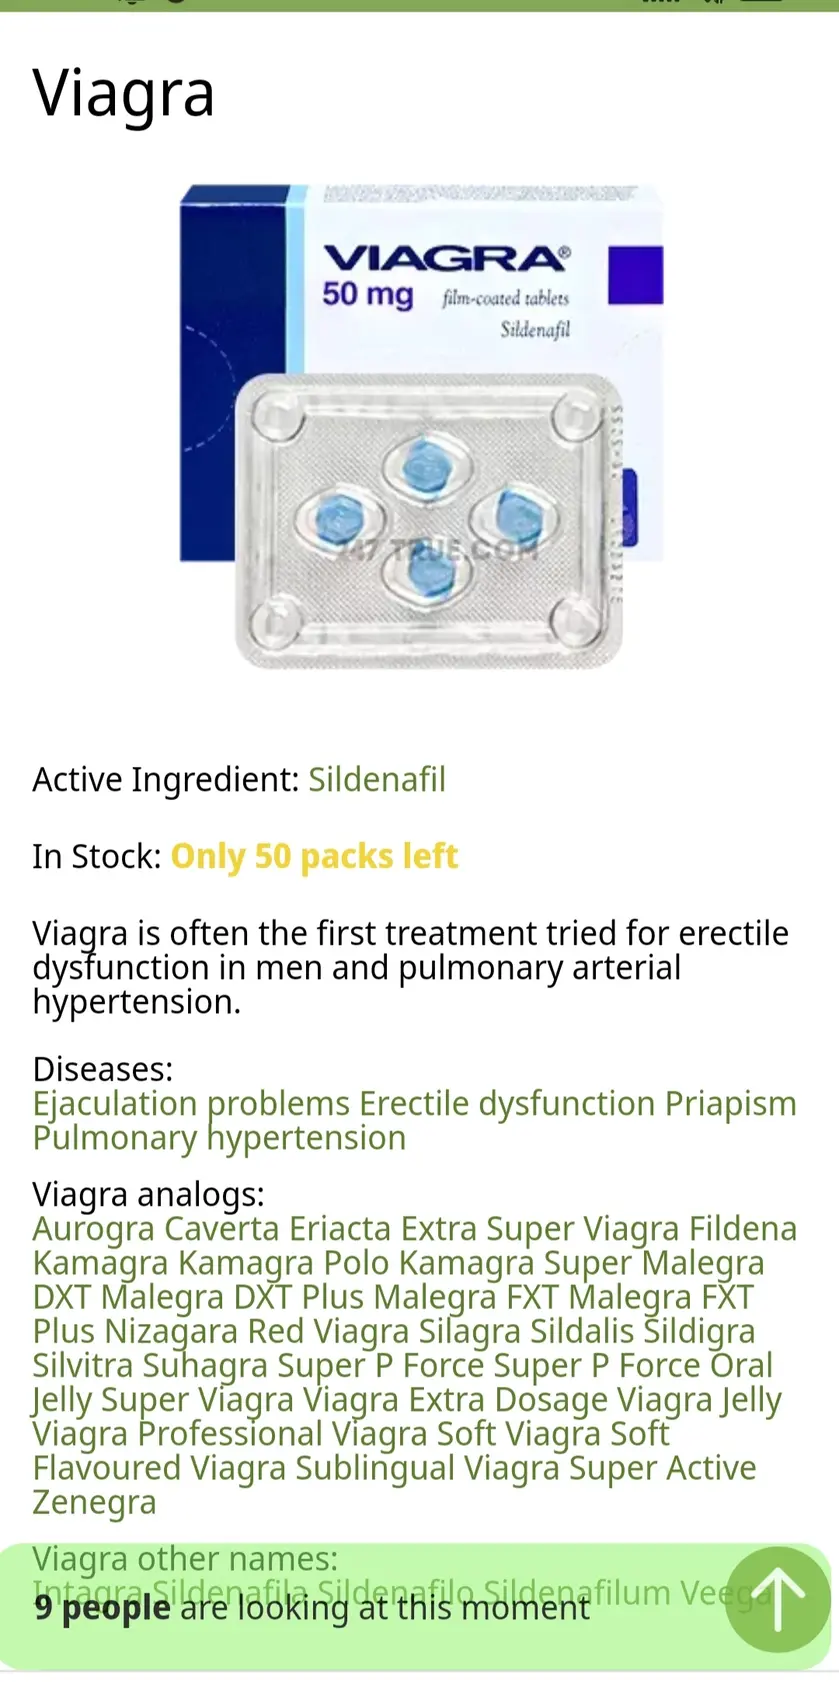 Viagra
VIAGRA®
50 mg film-coated tablets
Sildenafil
247 TRUE.COM
Active Ingredient: Sildenafil
In Stock: Only 50 packs left
Viagra is often the first treatment tried for erectile
dysfunction in men and pulmonary arterial
hypertension.
Diseases:
Ejaculation problems Erectile dysfunction Priapism
Pulmonary hypertension
Viagra analogs:
Aurogra Caverta Eriacta Extra Super Viagra Fildena
Kamagra Kamagra Polo Kamagra Super Malegra
DXT Malegra DXT Plus Malegra FXT Malegra FXT
Plus Nizagara Red Viagra Silagra Sildalis Sildigra
Silvitra Suhagra Super P Force Super P Force Oral
Jelly Super Viagra Viagra Extra Dosage Viagra Jelly
Viagra Professional Viagra Soft Viagra Soft
Flavoured Viagra Sublingual Viagra Super Active
Zenegra
Viagra other names:
Intagra Sildenafila Sildenafilo Sildenafilum Veega
9 people are looking at this moment